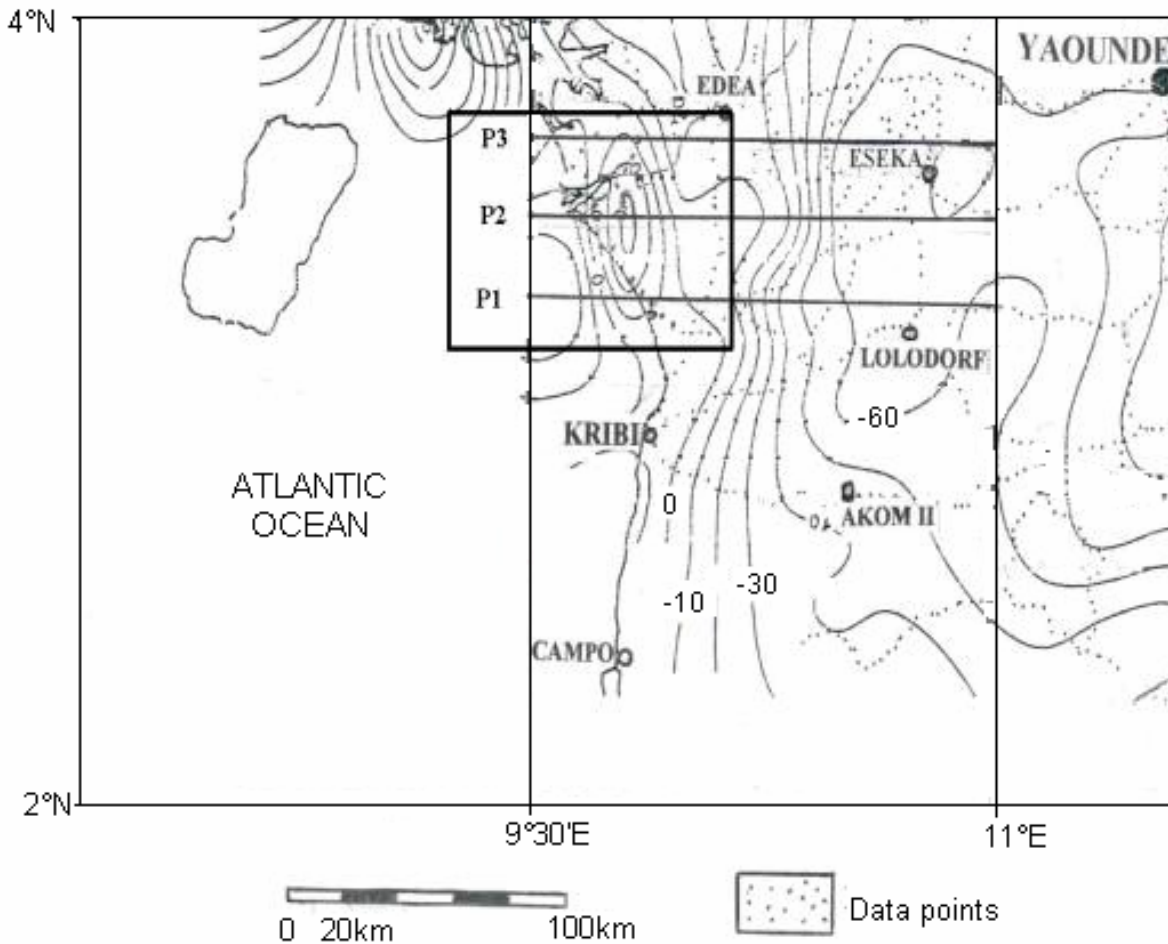 4°N
YAOUNDE
EDEA
P3
ESEKA
P2
P1
LOLODORF
-60
KRIBI
ATLANTIC
OCEAN
0
AKOM II
-30
-10
CAMPO
2°N
9°30'E
11°E
0 20km 100km
Data points